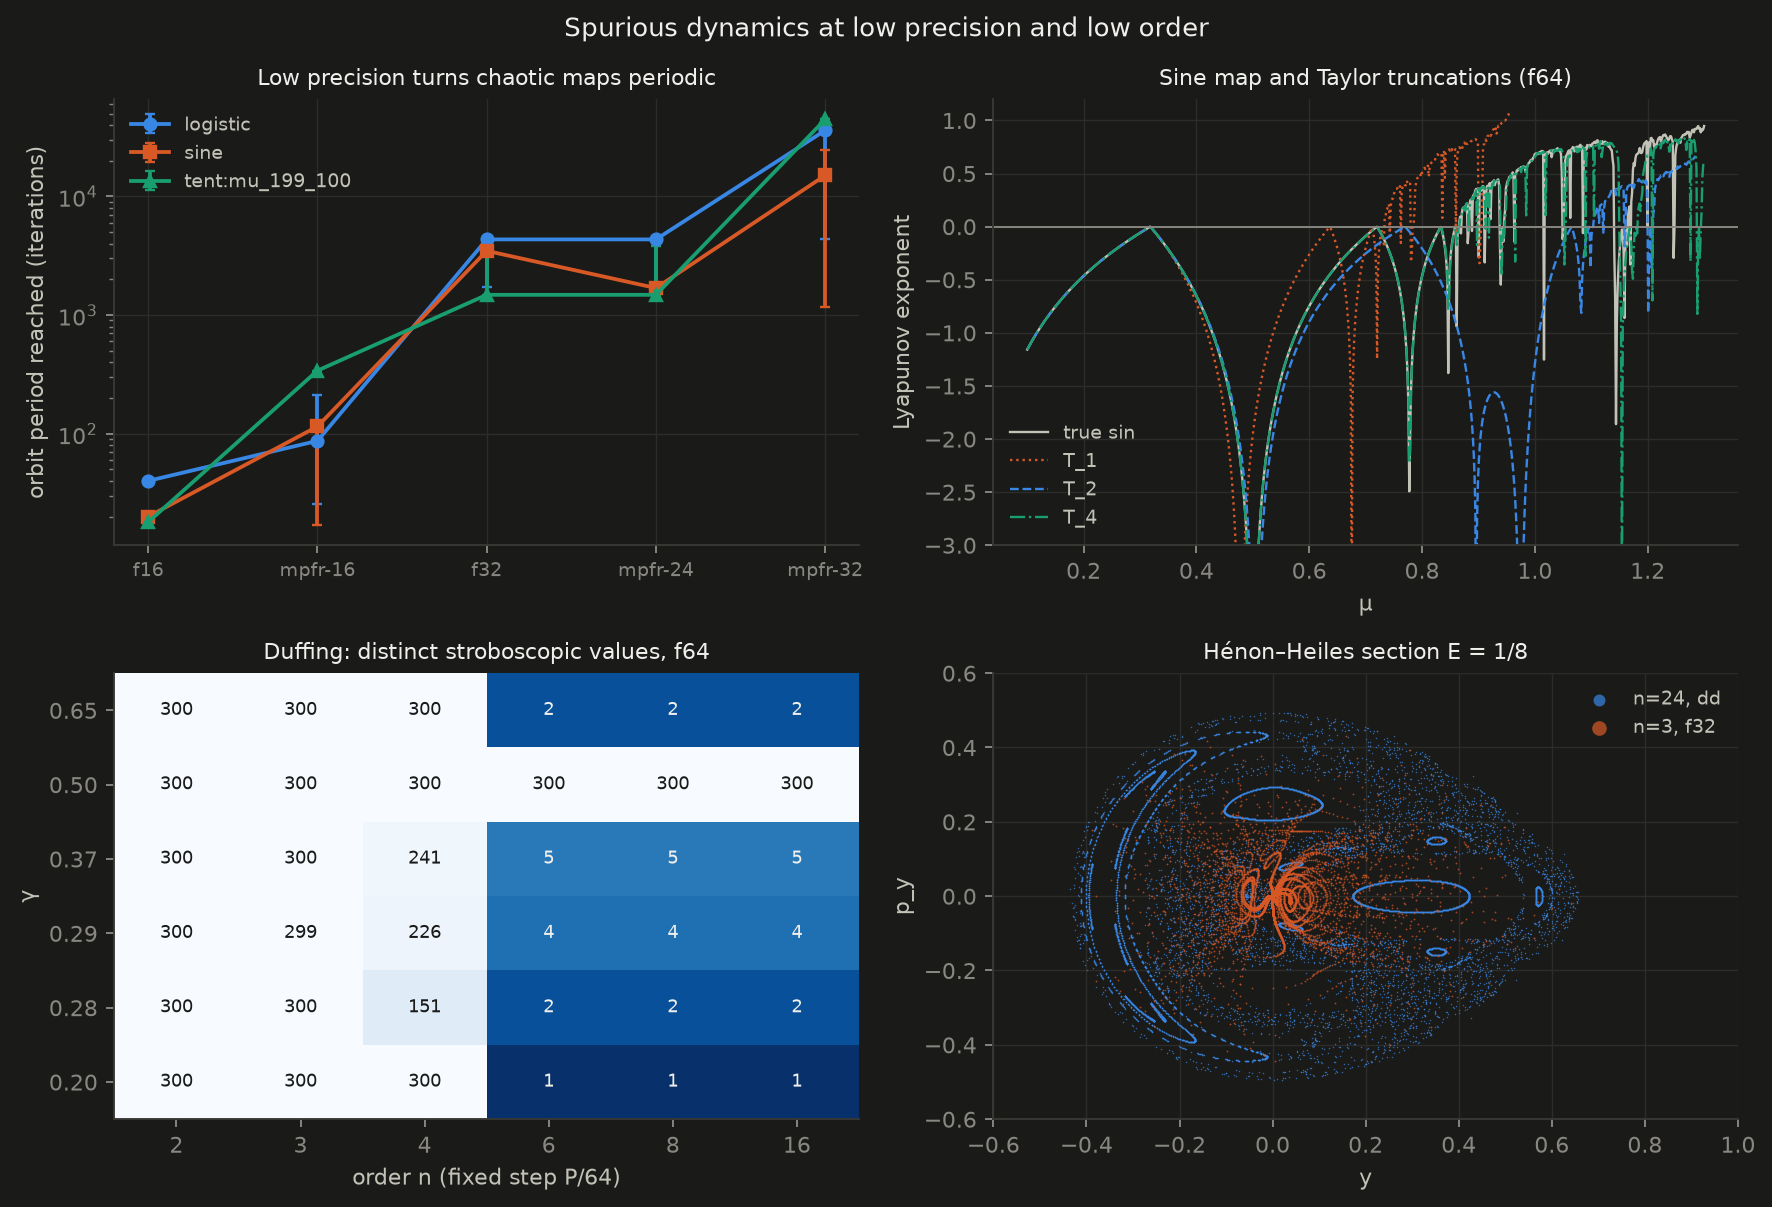 Spurious dynamics at low precision and low order
Low precision turns chaotic maps periodic
logistic
sine
tent:mu_199_100
orbit period reached (iterations)
10⁴
10³
10²
f16 mpfr-16 f32 mpfr-24 mpfr-32
Sine map and Taylor truncations (f64)
Lyapunov exponent
1.0
0.5
0.0
−0.5
−1.0
−1.5
−2.0
−2.5
−3.0
true sin
T_1
T_2
T_4
0.2 0.4 0.6 0.8 1.0 1.2
μ
Duffing: distinct stroboscopic values, f64
γ
0.65 300 300 300 2 2 2
0.50 300 300 300 300 300 300
0.37 300 300 241 5 5 5
0.29 300 299 226 4 4 4
0.28 300 300 151 2 2 2
0.20 300 300 300 1 1 1
2 3 4 6 8 16
order n (fixed step P/64)
Hénon–Heiles section E = 1/8
n=24, dd
n=3, f32
p_y
0.6
0.4
0.2
0.0
−0.2
−0.4
−0.6
−0.6 −0.4 −0.2 0.0 0.2 0.4 0.6 0.8 1.0
y